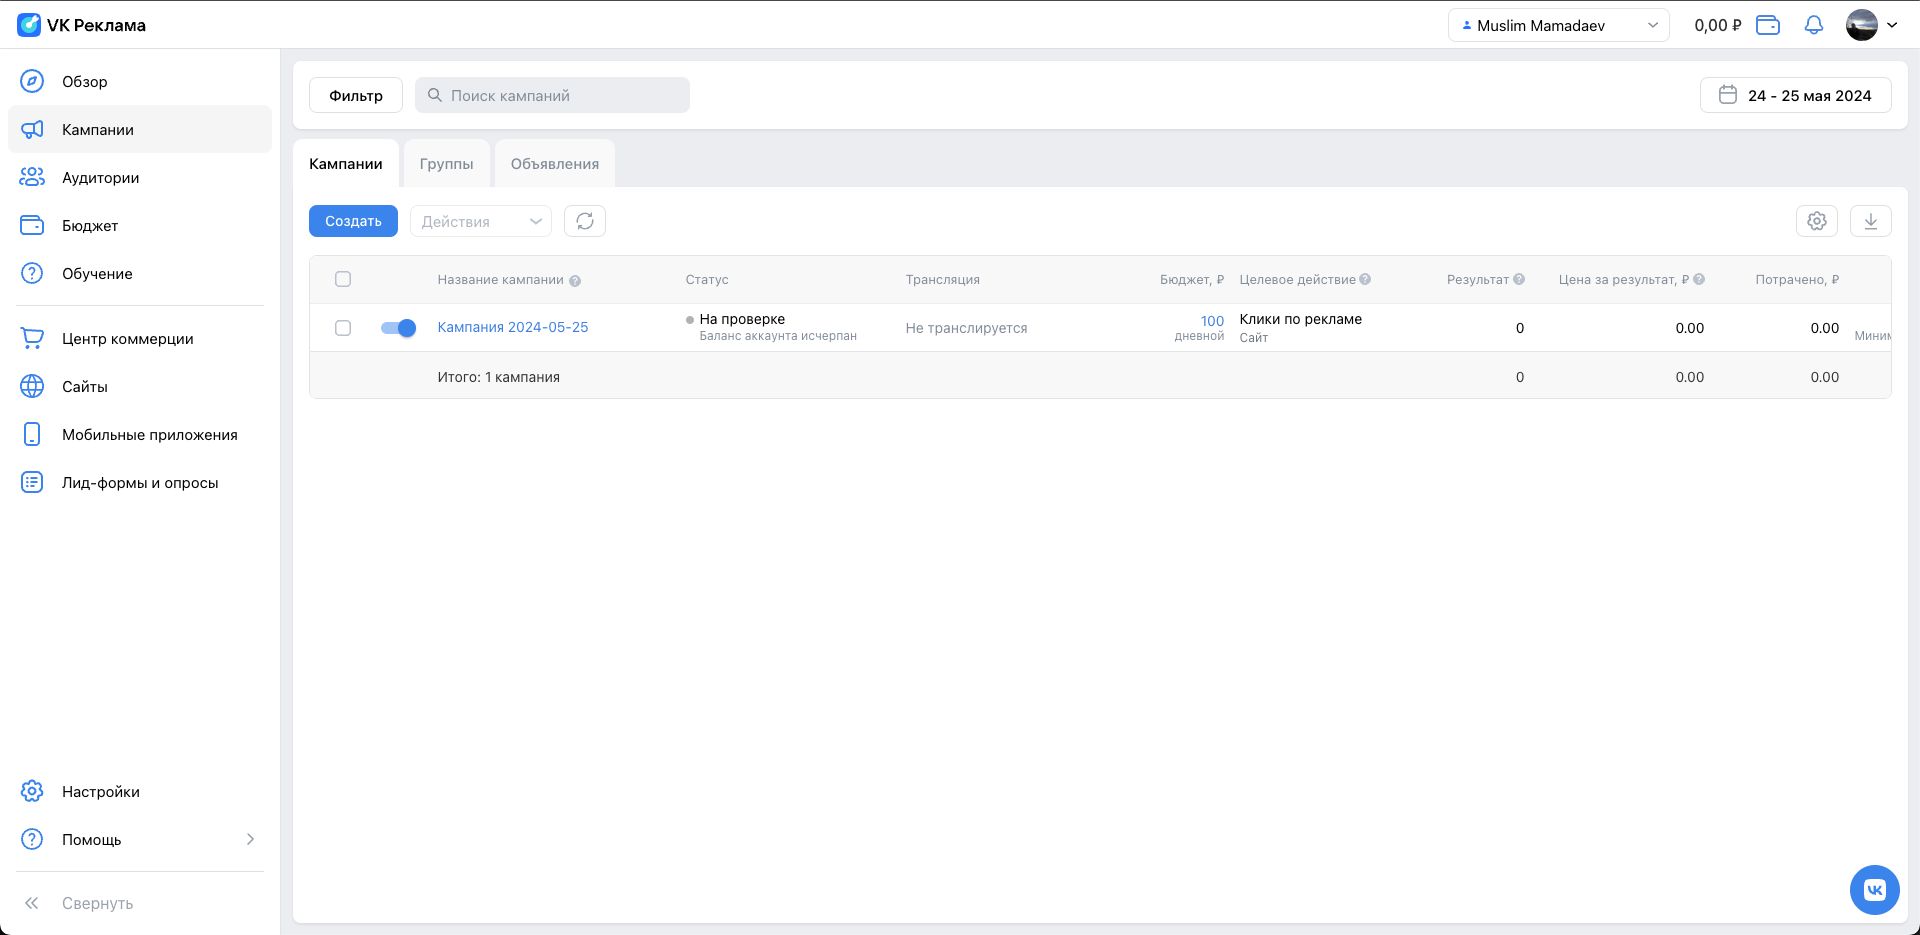 VK Реклама
Muslim Mamadaev
0,00 ₽
Обзор
Кампании
Аудитории
Бюджет
Обучение
Центр коммерции
Сайты
Мобильные приложения
Лид-формы и опросы
Настройки
Помощь
Свернуть
Фильтр
Поиск кампаний
24 - 25 мая 2024
Кампании Группы Объявления
Создать Действия
Название кампании ? Статус Трансляция Бюджет, ₽ Целевое действие ? Результат ? Цена за результат, ₽ ? Потрачено, ₽
Кампания 2024-05-25 На проверке Не транслируется 100 Клики по рекламе 0 0.00 0.00
Баланс аккаунта исчерпан дневной Сайт Миним
Итого: 1 кампания 0 0.00 0.00